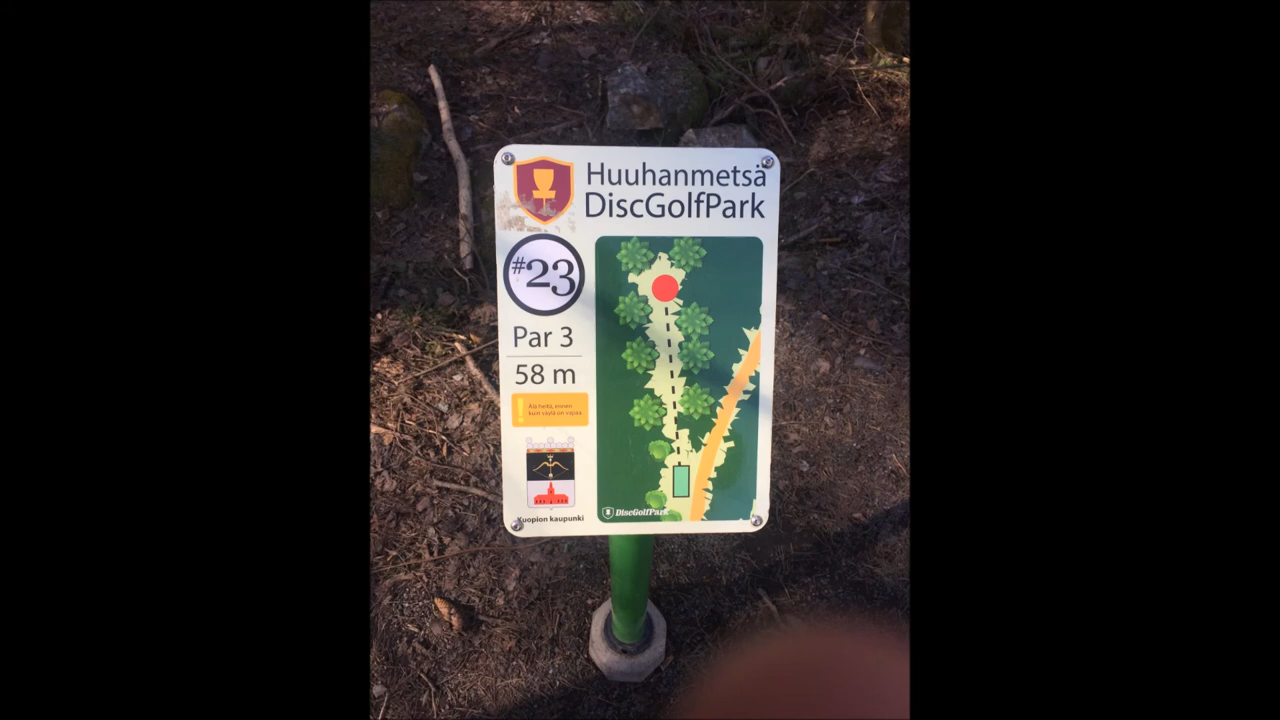 Huuhanmetsä
DiscGolfPark
#23
Par 3
58 m
Älä heitä, ennen
kuin väylä on vapaa.
Kuopion kaupunki
DiscGolfPark